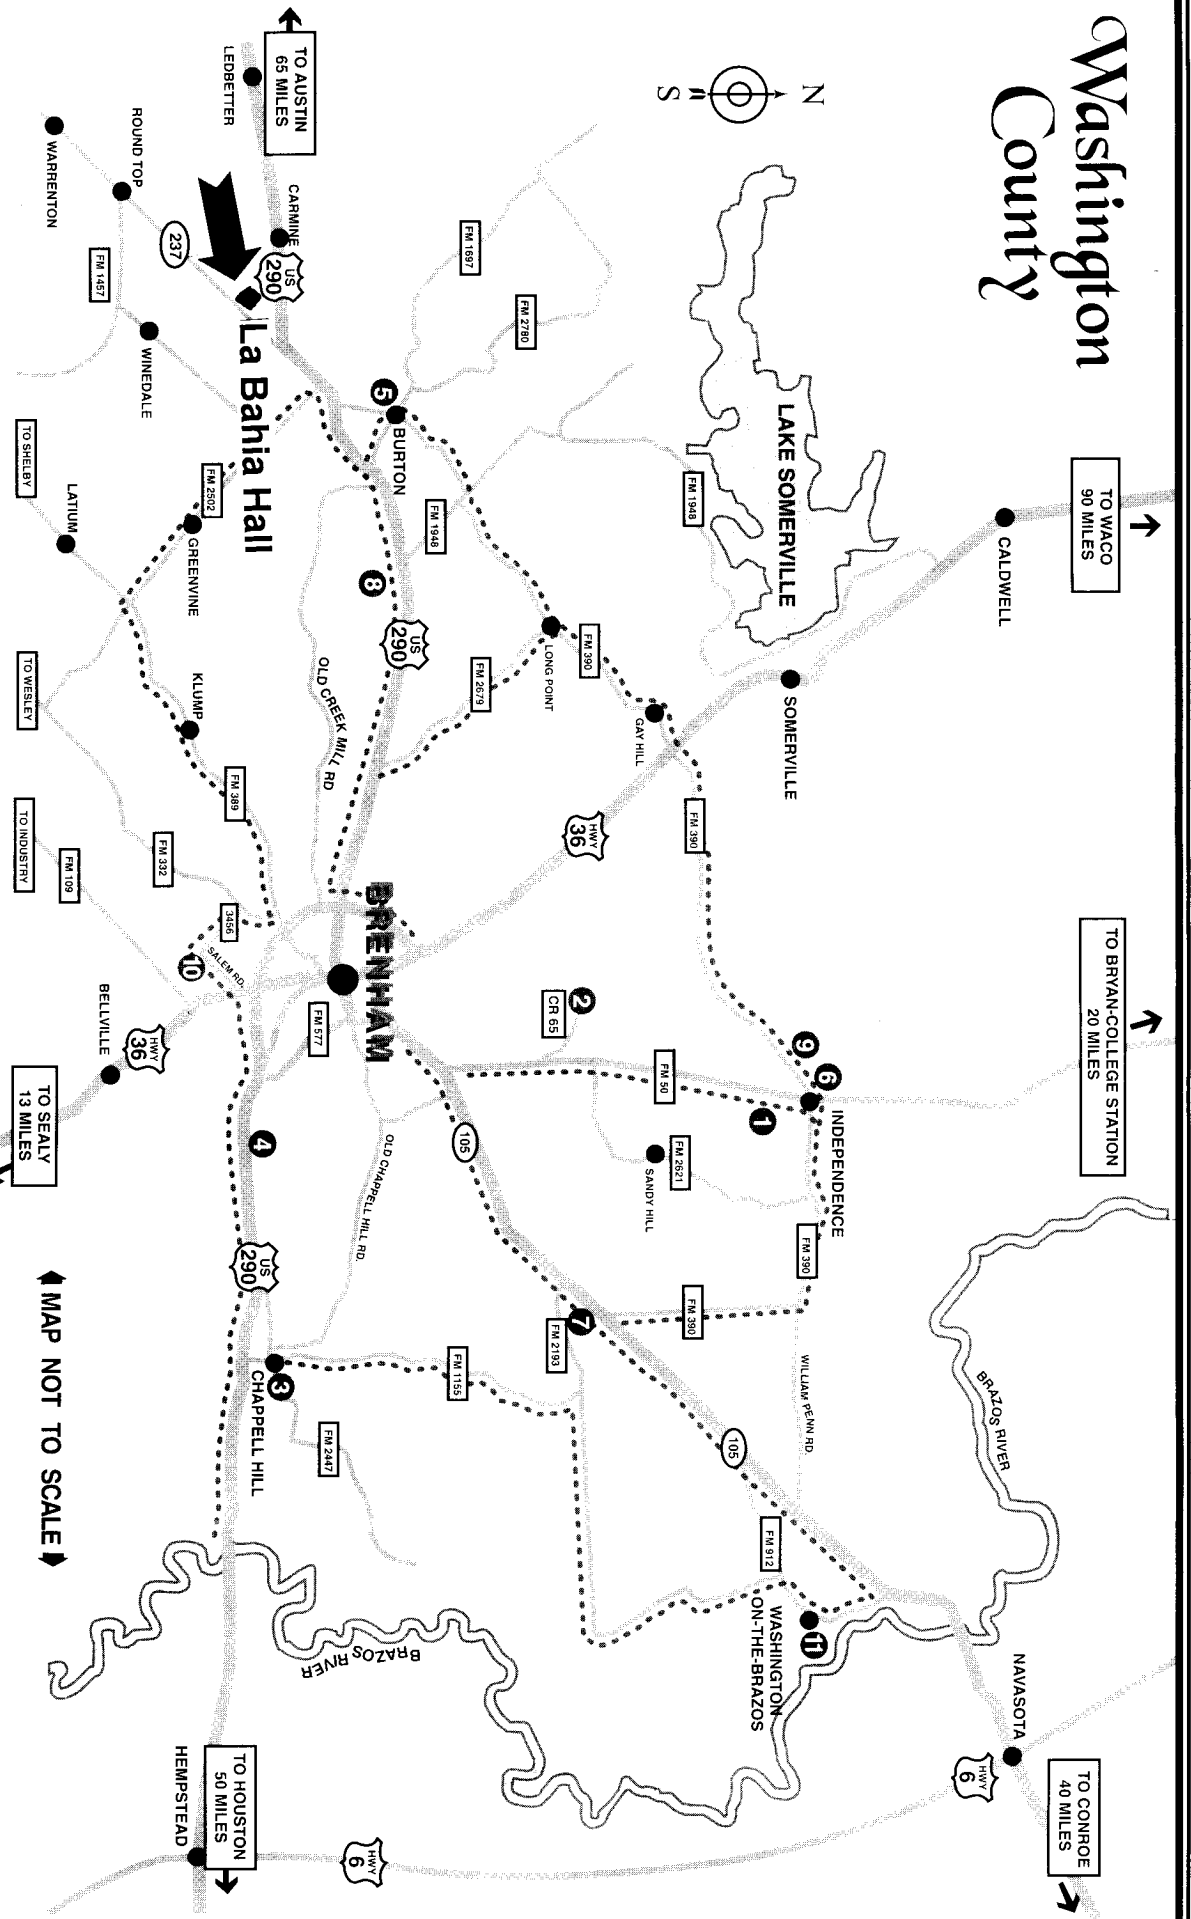 Washington
County
N
S
TO WACO
90 MILES
TO BRYAN-COLLEGE STATION
20 MILES
TO CONROE
40 MILES
CALDWELL
NAVASOTA
HWY
6
BRAZOS RIVER
LAKE SOMERVILLE
SOMERVILLE
INDEPENDENCE
6
9
1
FM 390
WILLIAM PENN RD.
105
FM 912
WASHINGTON
ON-THE-BRAZOS
11
FM 1948
FM 390
GAY HILL
FM 50
FM 2621
SANDY HILL
FM 390
FM 390
LONG POINT
HWY
36
2
CR 65
7
FM 2193
FM 2780
FM 1697
FM 2679
FM 1948
105
FM 1155
5
BURTON
8
US
290
BRENHAM
OLD CHAPPELL HILL RD.
BRAZOS RIVER
HWY
6
TO AUSTIN
65 MILES
LEDBETTER
CARMINE
US
290
La Bahia Hall
OLD CREEK MILL RD
FM 577
FM 2447
3
CHAPPELL HILL
4
US
290
TO HOUSTON
50 MILES
HEMPSTEAD
ROUND TOP
237
WARRENTON
FM 1457
WINEDALE
FM 2502
GREENVINE
KLUMP
FM 389
3456
SALEM RD.
10
LATIUM
FM 332
FM 109
BELLVILLE
HWY
36
TO SHELBY
TO WESLEY
TO INDUSTRY
TO SEALY
13 MILES
MAP NOT TO SCALE